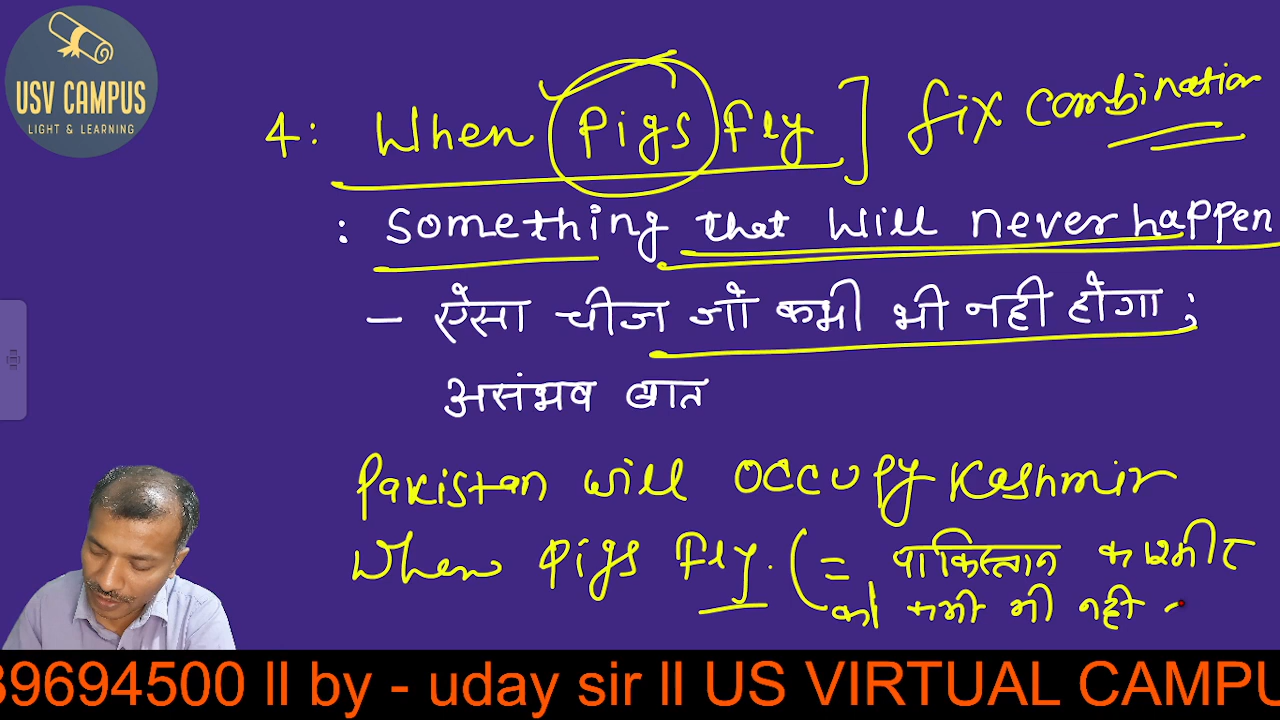 USV CAMPUS
LIGHT & LEARNING
4: When Pigs Fly ] fix combination
: Something that will never happen
- ऐसा चीज जो कभी भी नही होगा ;
असंभव बात
Pakistan will occupy Kashmir
when pigs fly. ( = पाकिस्तान कश्मीर
को कभी भी नही
39694500 ll by - uday sir ll US VIRTUAL CAMPU